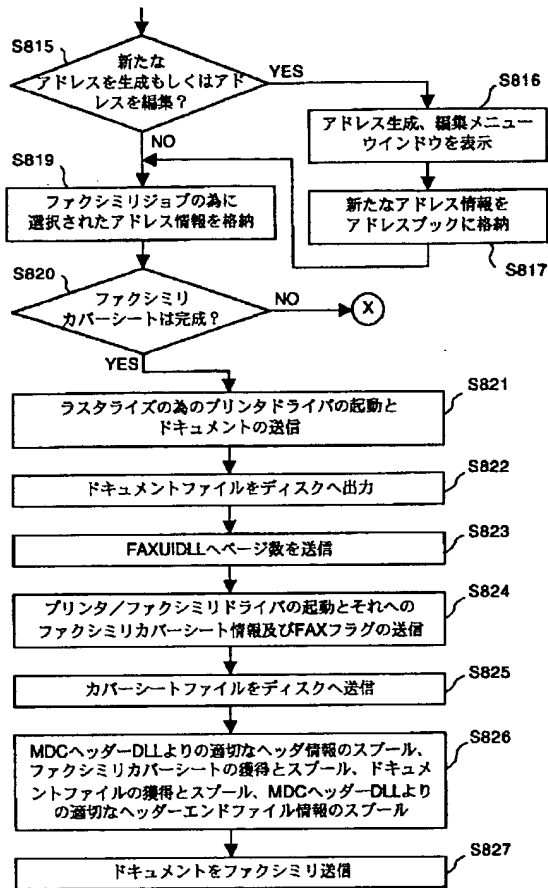 S815
新たな
アドレスを生成もしくはアド
レスを編集？
YES
S816
アドレス生成、編集メニュー
ウインドウを表示
NO
S819
ファクシミリジョブの為に
選択されたアドレス情報を格納
新たなアドレス情報を
アドレスブックに格納
S817
S820
ファクシミリ
カバーシートは完成？
NO
X
YES
S821
ラスタライズの為のプリンタドライバの起動と
ドキュメントの送信
S822
ドキュメントファイルをディスクへ出力
S823
FAXUIDLLへページ数を送信
S824
プリンタ／ファクシミリドライバの起動とそれへの
ファクシミリカバーシート情報及びFAXフラグの送信
S825
カバーシートファイルをディスクへ送信
S826
MDCヘッダーDLLよりの適切なヘッダ情報のスプール、
ファクシミリカバーシートの獲得とスプール、ドキュメ
ントファイルの獲得とスプール、MDCヘッダーDLLより
の適切なヘッダーエンドファイル情報のスプール
S827
ドキュメントをファクシミリ送信